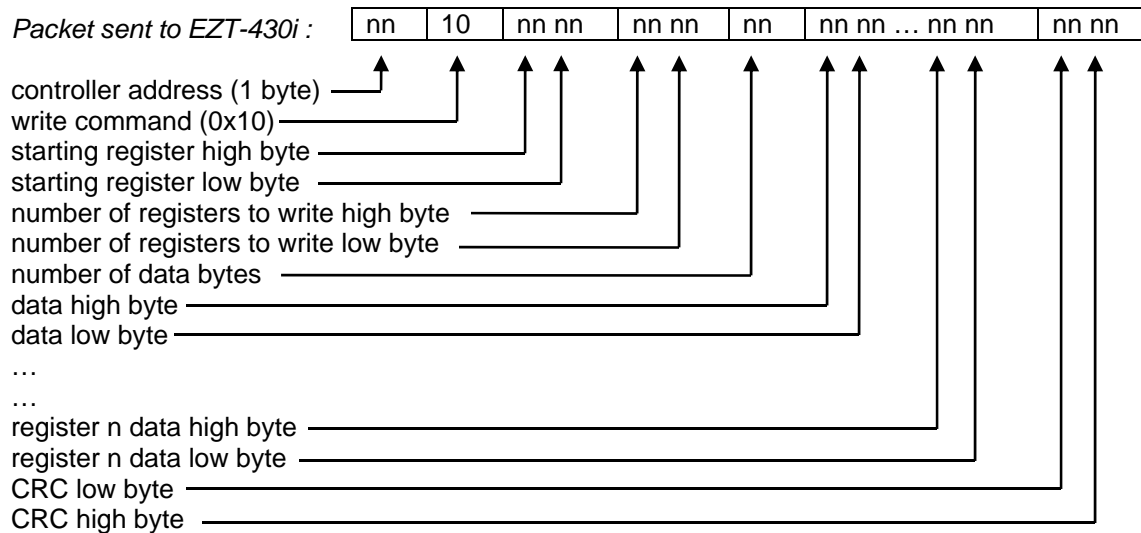 Packet sent to EZT-430i : nn 10 nn nn nn nn nn nn nn … nn nn nn nn
controller address (1 byte)
write command (0x10)
starting register high byte
starting register low byte
number of registers to write high byte
number of registers to write low byte
number of data bytes
data high byte
data low byte
…
…
register n data high byte
register n data low byte
CRC low byte
CRC high byte